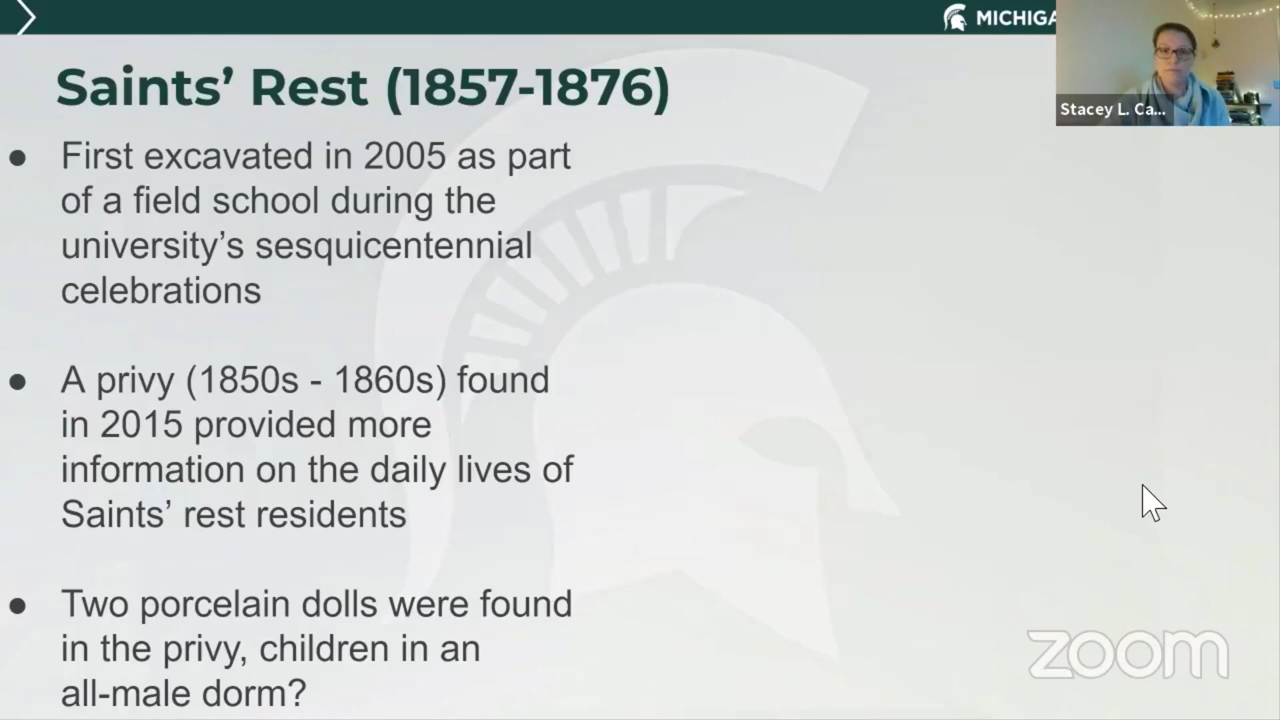 MICHIGA
Saints’ Rest (1857-1876)
Stacey L. Ca...
● First excavated in 2005 as part
of a field school during the
university’s sesquicentennial
celebrations
● A privy (1850s - 1860s) found
in 2015 provided more
information on the daily lives of
Saints’ rest residents
● Two porcelain dolls were found
in the privy, children in an
all-male dorm?
zoom